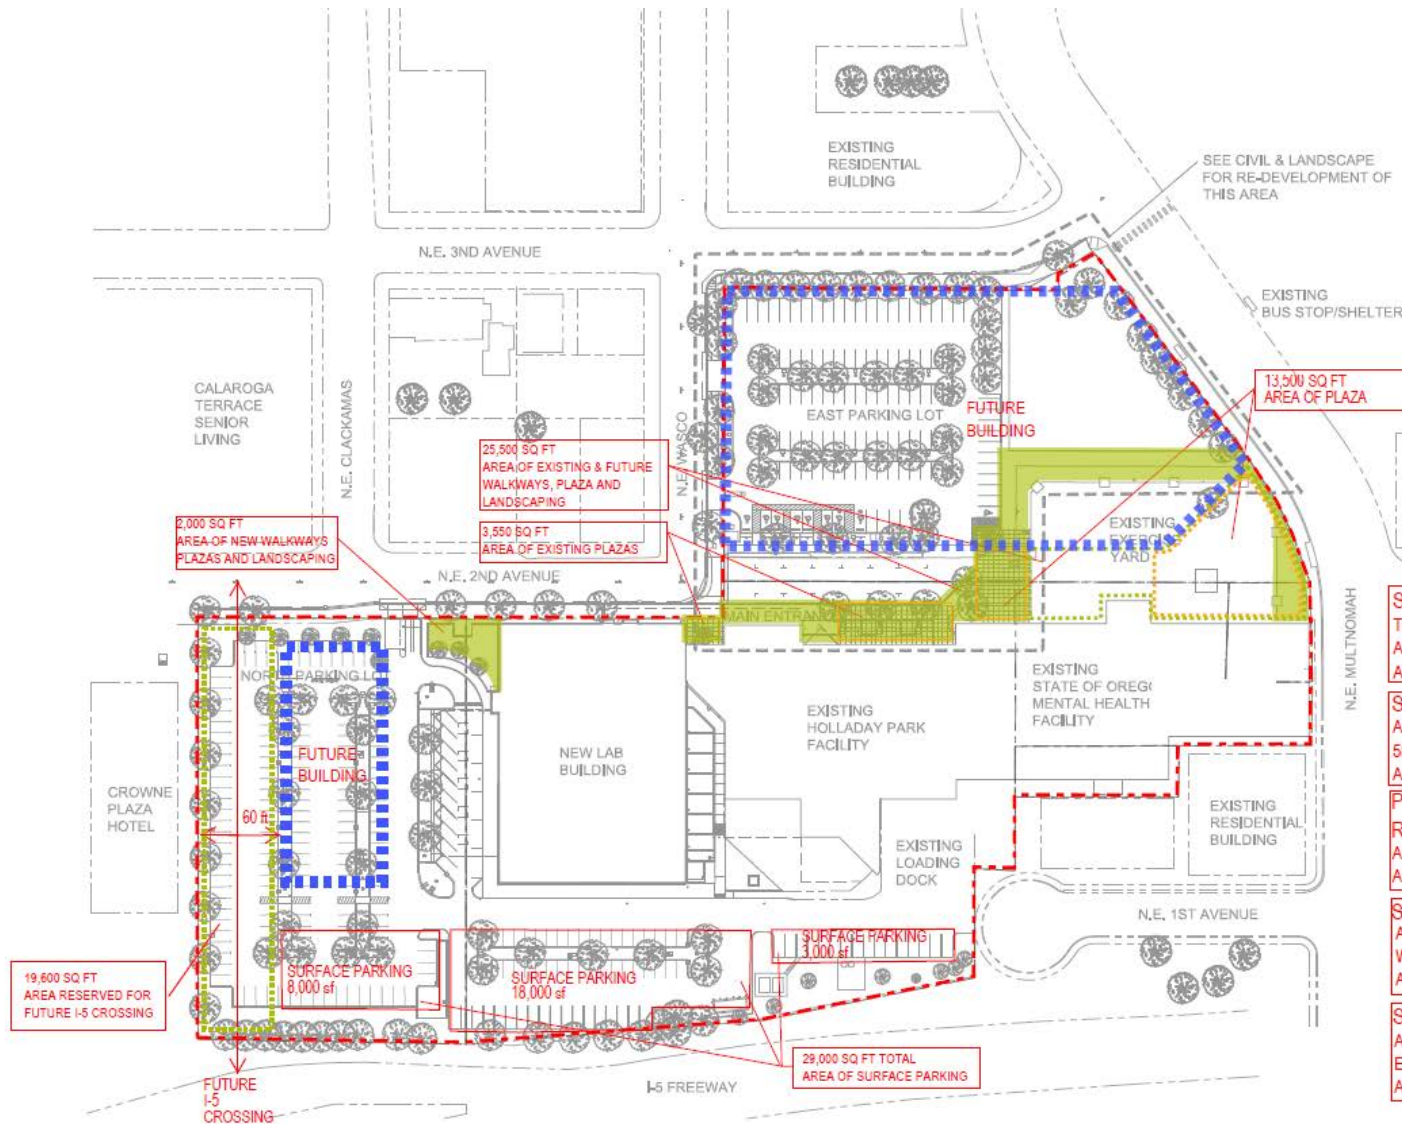 EXISTING
RESIDENTIAL
BUILDING
SEE CIVIL & LANDSCAPE
FOR RE-DEVELOPMENT OF
THIS AREA
N.E. 3ND AVENUE
EXISTING
BUS STOP/SHELTER
CALAROGA
TERRACE
SENIOR
LIVING
N.E. CLACKAMAS
N.E. WASCO
EAST PARKING LOT
FUTURE
BUILDING
13,500 SQ FT
AREA OF PLAZA
25,500 SQ FT
AREA OF EXISTING & FUTURE
WALKWAYS, PLAZA AND
LANDSCAPING
2,000 SQ FT
AREA OF NEW WALKWAYS
PLAZAS AND LANDSCAPING
3,550 SQ FT
AREA OF EXISTING PLAZAS
EXISTING
EXERCI
YARD
N.E. 2ND AVENUE
MAIN ENTRAN
N.E. MULTNOMAH
NORTH PARKING LOT
EXISTING
STATE OF OREGO
MENTAL HEALTH
FACILITY
EXISTING
HOLLADAY PARK
FACILITY
NEW LAB
BUILDING
FUTURE
BUILDING
CROWNE
PLAZA
HOTEL
60 ft
EXISTING
RESIDENTIAL
BUILDING
EXISTING
LOADING
DOCK
N.E. 1ST AVENUE
SURFACE PARKING
8,000 sf
SURFACE PARKING
18,000 sf
SURFACE PARKING
3,000 sf
19,600 SQ FT
AREA RESERVED FOR
FUTURE I-5 CROSSING
29,000 SQ FT TOTAL
AREA OF SURFACE PARKING
I-5 FREEWAY
FUTURE
I-5
CROSSING
S
T
A
A
S
A
5
A
P
R
A
A
S
A
W
A
S
A
E
A